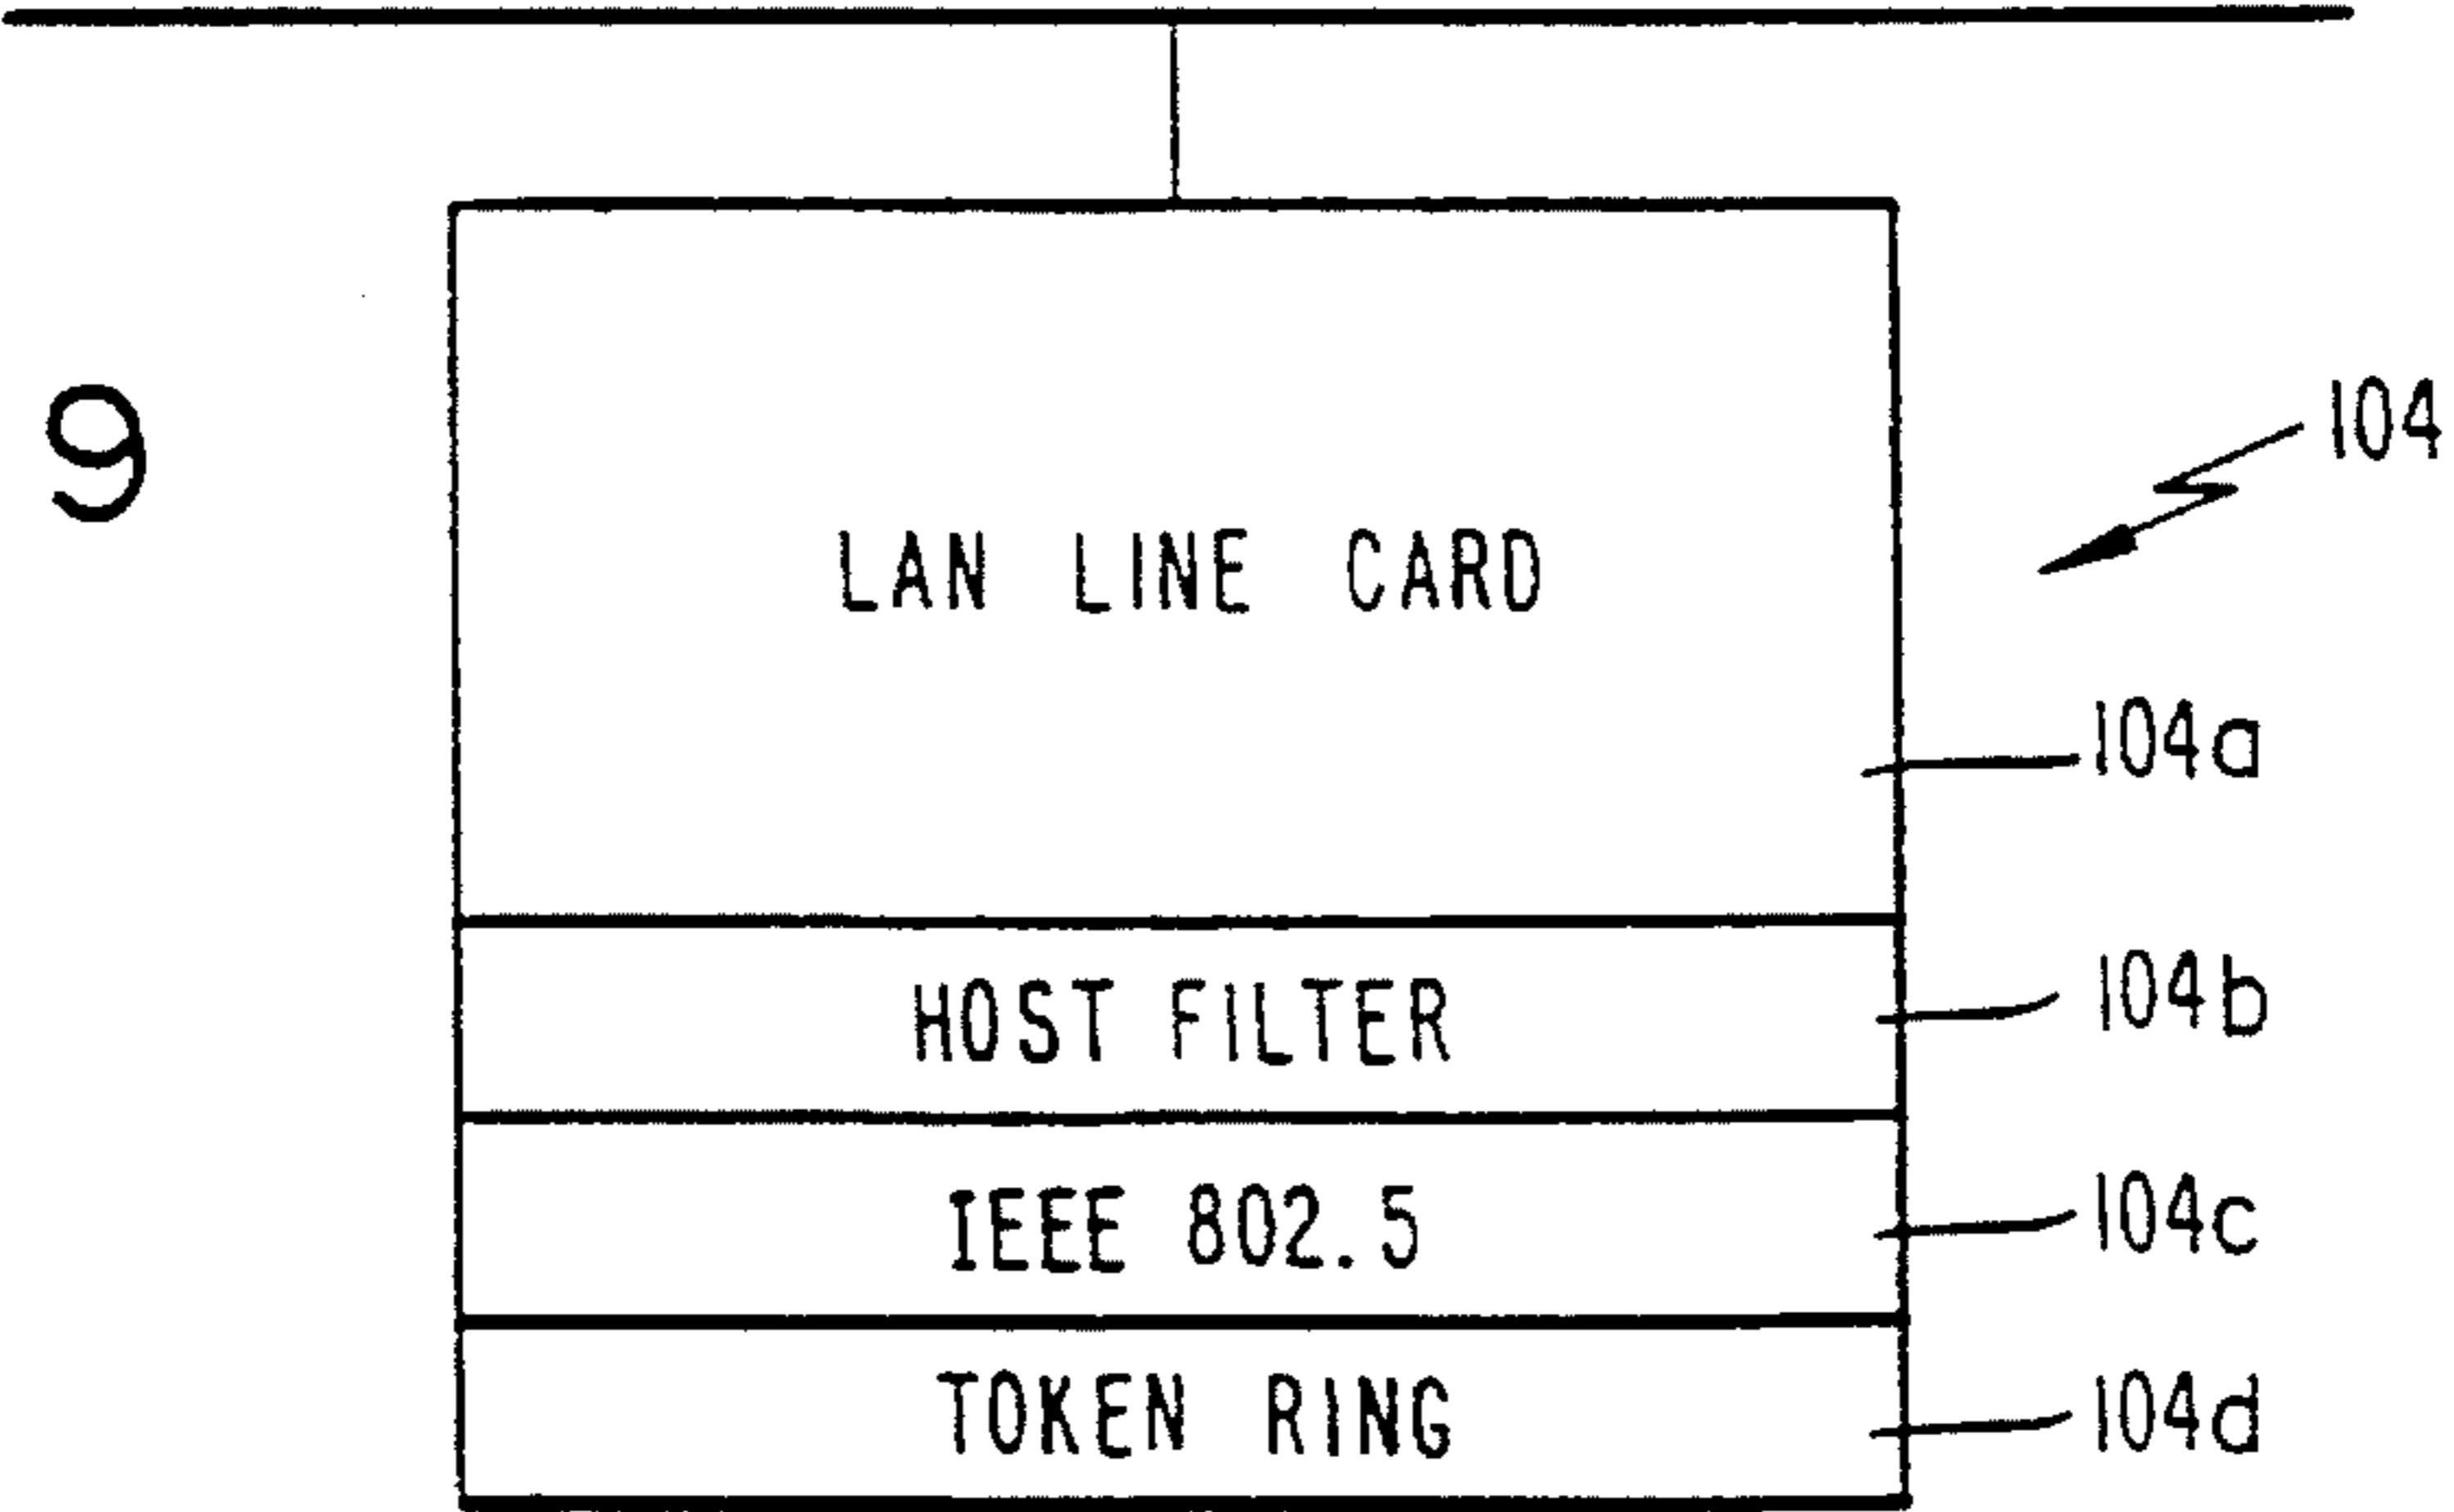 9
104
LAN LINE CARD
104a
HOST FILTER
104b
IEEE 802.5
104c
TOKEN RING
104d